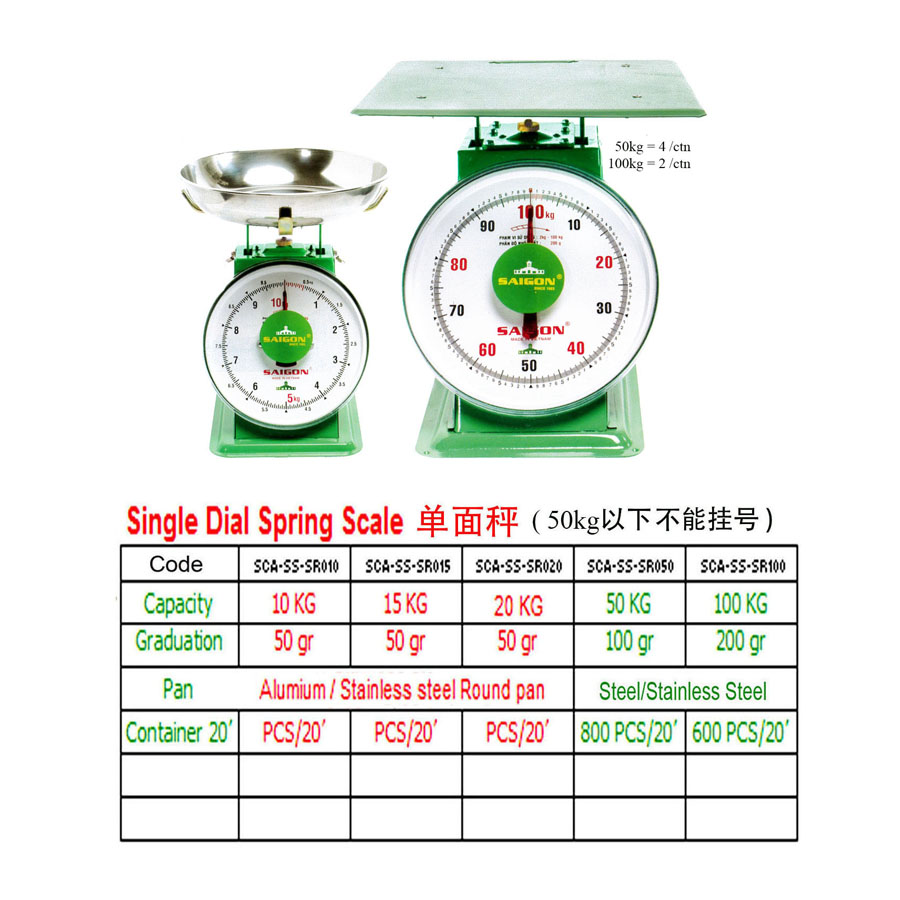 50kg = 4 /ctn
100kg = 2 /ctn
100kg
90
10
80
20
70
30
60
40
50
SAIGON®
SINCE 1965
SAIGON®
MADE IN VIETNAM
10
9
1
8
2
7
3
6
4
5kg
SAIGON
SAIGON®
Single Dial Spring Scale 单面秤 ( 50kg以下不能挂号 )
Code SCA-SS-SR010 SCA-SS-SR015 SCA-SS-SR020 SCA-SS-SR050 SCA-SS-SR100
Capacity 10 KG 15 KG 20 KG 50 KG 100 KG
Graduation 50 gr 50 gr 50 gr 100 gr 200 gr
Pan Alumium / Stainless steel Round pan Steel/Stainless Steel
Container 20' PCS/20' PCS/20' PCS/20' 800 PCS/20' 600 PCS/20'